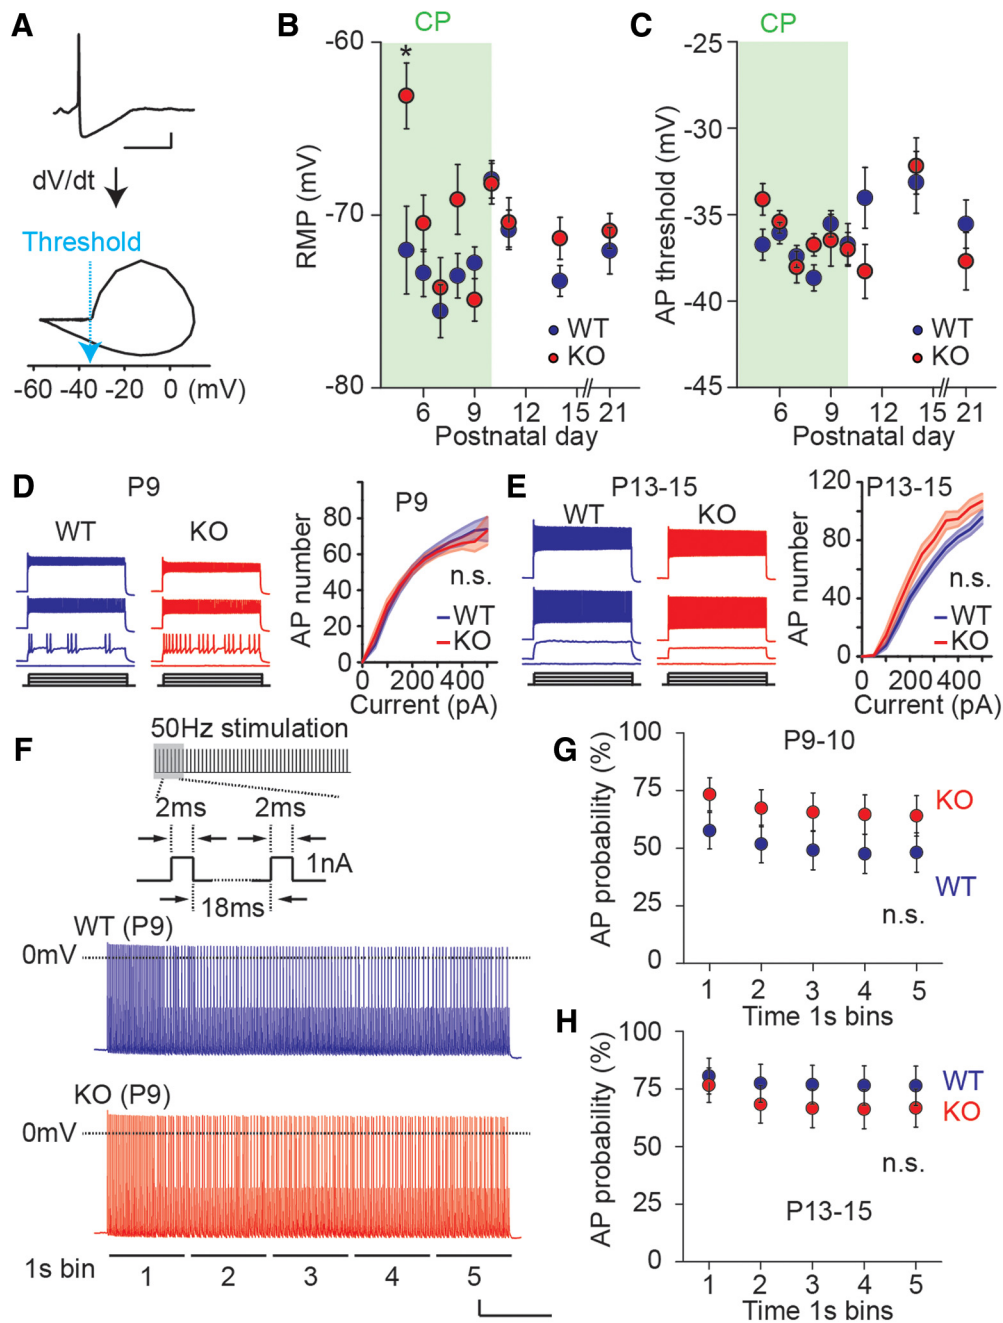 A
dV/dt
Threshold
-60 -40 -20 0 (mV)
B
CP
-60
*
-70
-80
RMP (mV)
WT
KO
6 9 12 15 21
Postnatal day
C
CP
-25
-30
-35
-40
-45
AP threshold (mV)
WT
KO
6 9 12 15 21
Postnatal day
D
P9
WT KO
P9
80
60
40
20
0
AP number
n.s.
WT
KO
0 200 400
Current (pA)
E
P13-15
WT KO
P13-15
120
80
40
0
AP number
n.s.
WT
KO
0 200 400
Current (pA)
F
50Hz stimulation
2ms 2ms
1nA
18ms
WT (P9)
0mV
KO (P9)
0mV
1s bin 1 2 3 4 5
G
P9-10
100
75
50
25
0
AP probability (%)
KO
WT
n.s.
1 2 3 4 5
Time 1s bins
H
100
75
50
25
0
AP probability (%)
WT
KO
n.s.
P13-15
1 2 3 4 5
Time 1s bins